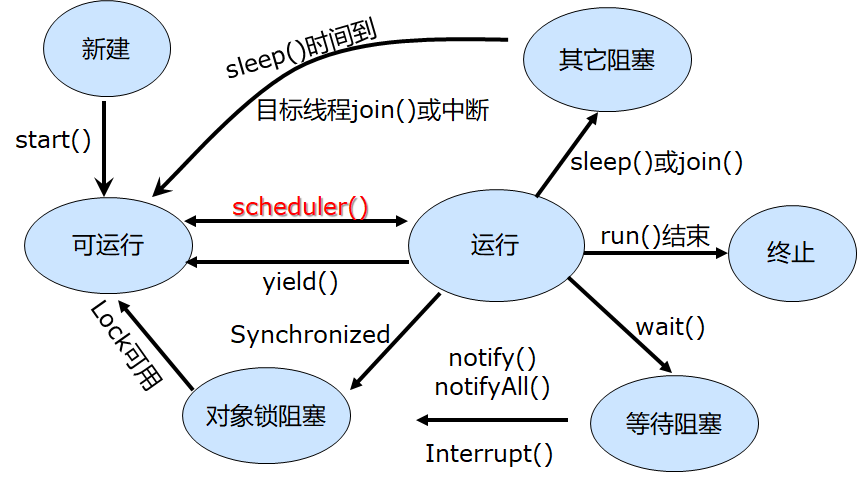 新建
sleep()时间到
其它阻塞
start()
目标线程join()或中断
sleep()或join()
scheduler()
可运行
运行
run()结束
终止
yield()
Lock可用
Synchronized
wait()
notify()
notifyAll()
对象锁阻塞
等待阻塞
Interrupt()